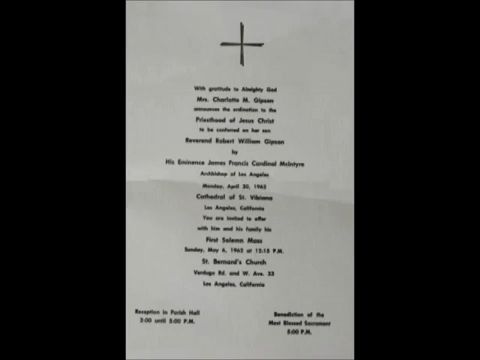 With gratitude to Almighty God
Mrs. Charlotte M. Gipson
announces the ordination to the
Priesthood of Jesus Christ
to be conferred on her son
Reverend Robert William Gipson
by
His Eminence James Francis Cardinal McIntyre
Archbishop of Los Angeles
Monday, April 30, 1962
Cathedral of St. Vibiana
Los Angeles, California
You are invited to offer
with him and his family his
First Solemn Mass
Sunday, May 6, 1962 at 12:15 P.M.
St. Bernard's Church
Verdugo Rd. and W. Ave. 33
Los Angeles, California
Reception in Parish Hall
2:00 until 5:00 P.M.
Benediction of the
Most Blessed Sacrament
5:00 P.M.